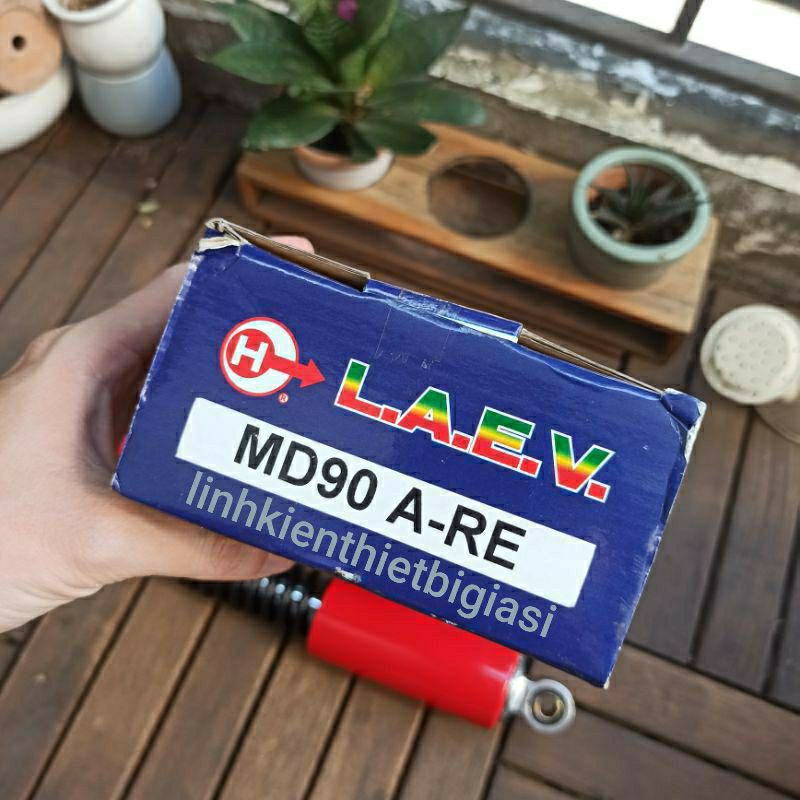 H
®
L.A.E.V.
MD90 A-RE
linhkienthietbigiasi